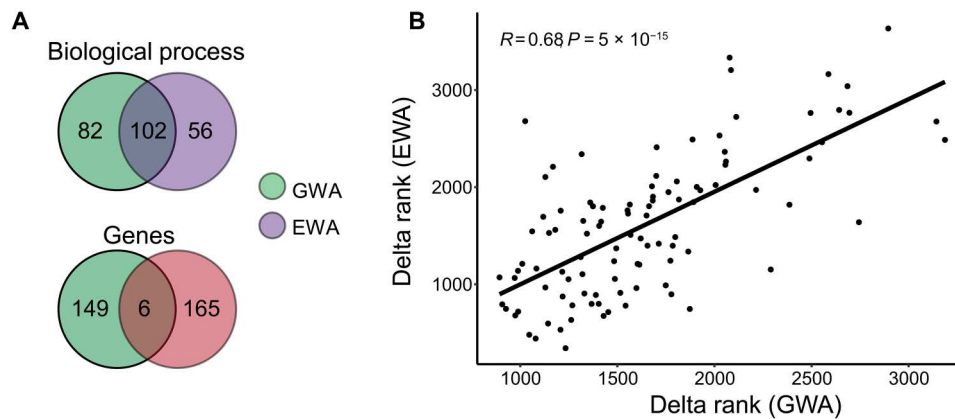 A
Biological process
82 102 56
GWA
EWA
Genes
149 6 165
B
R=0.68 P = 5 × 10⁻¹⁵
Delta rank (EWA)
3000
2000
1000
1000 1500 2000 2500 3000
Delta rank (GWA)